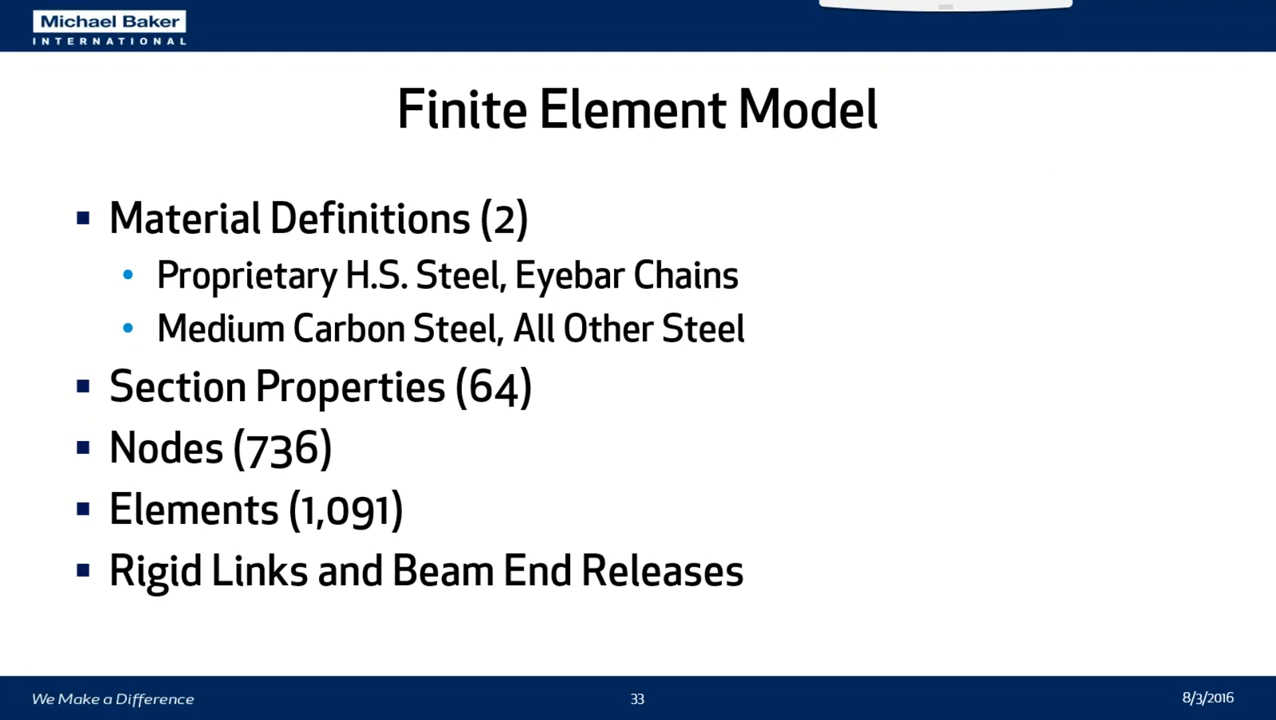 Michael Baker
INTERNATIONAL
Finite Element Model
▪ Material Definitions (2)
• Proprietary H.S. Steel, Eyebar Chains
• Medium Carbon Steel, All Other Steel
▪ Section Properties (64)
▪ Nodes (736)
▪ Elements (1,091)
▪ Rigid Links and Beam End Releases
We Make a Difference
33
8/3/2016